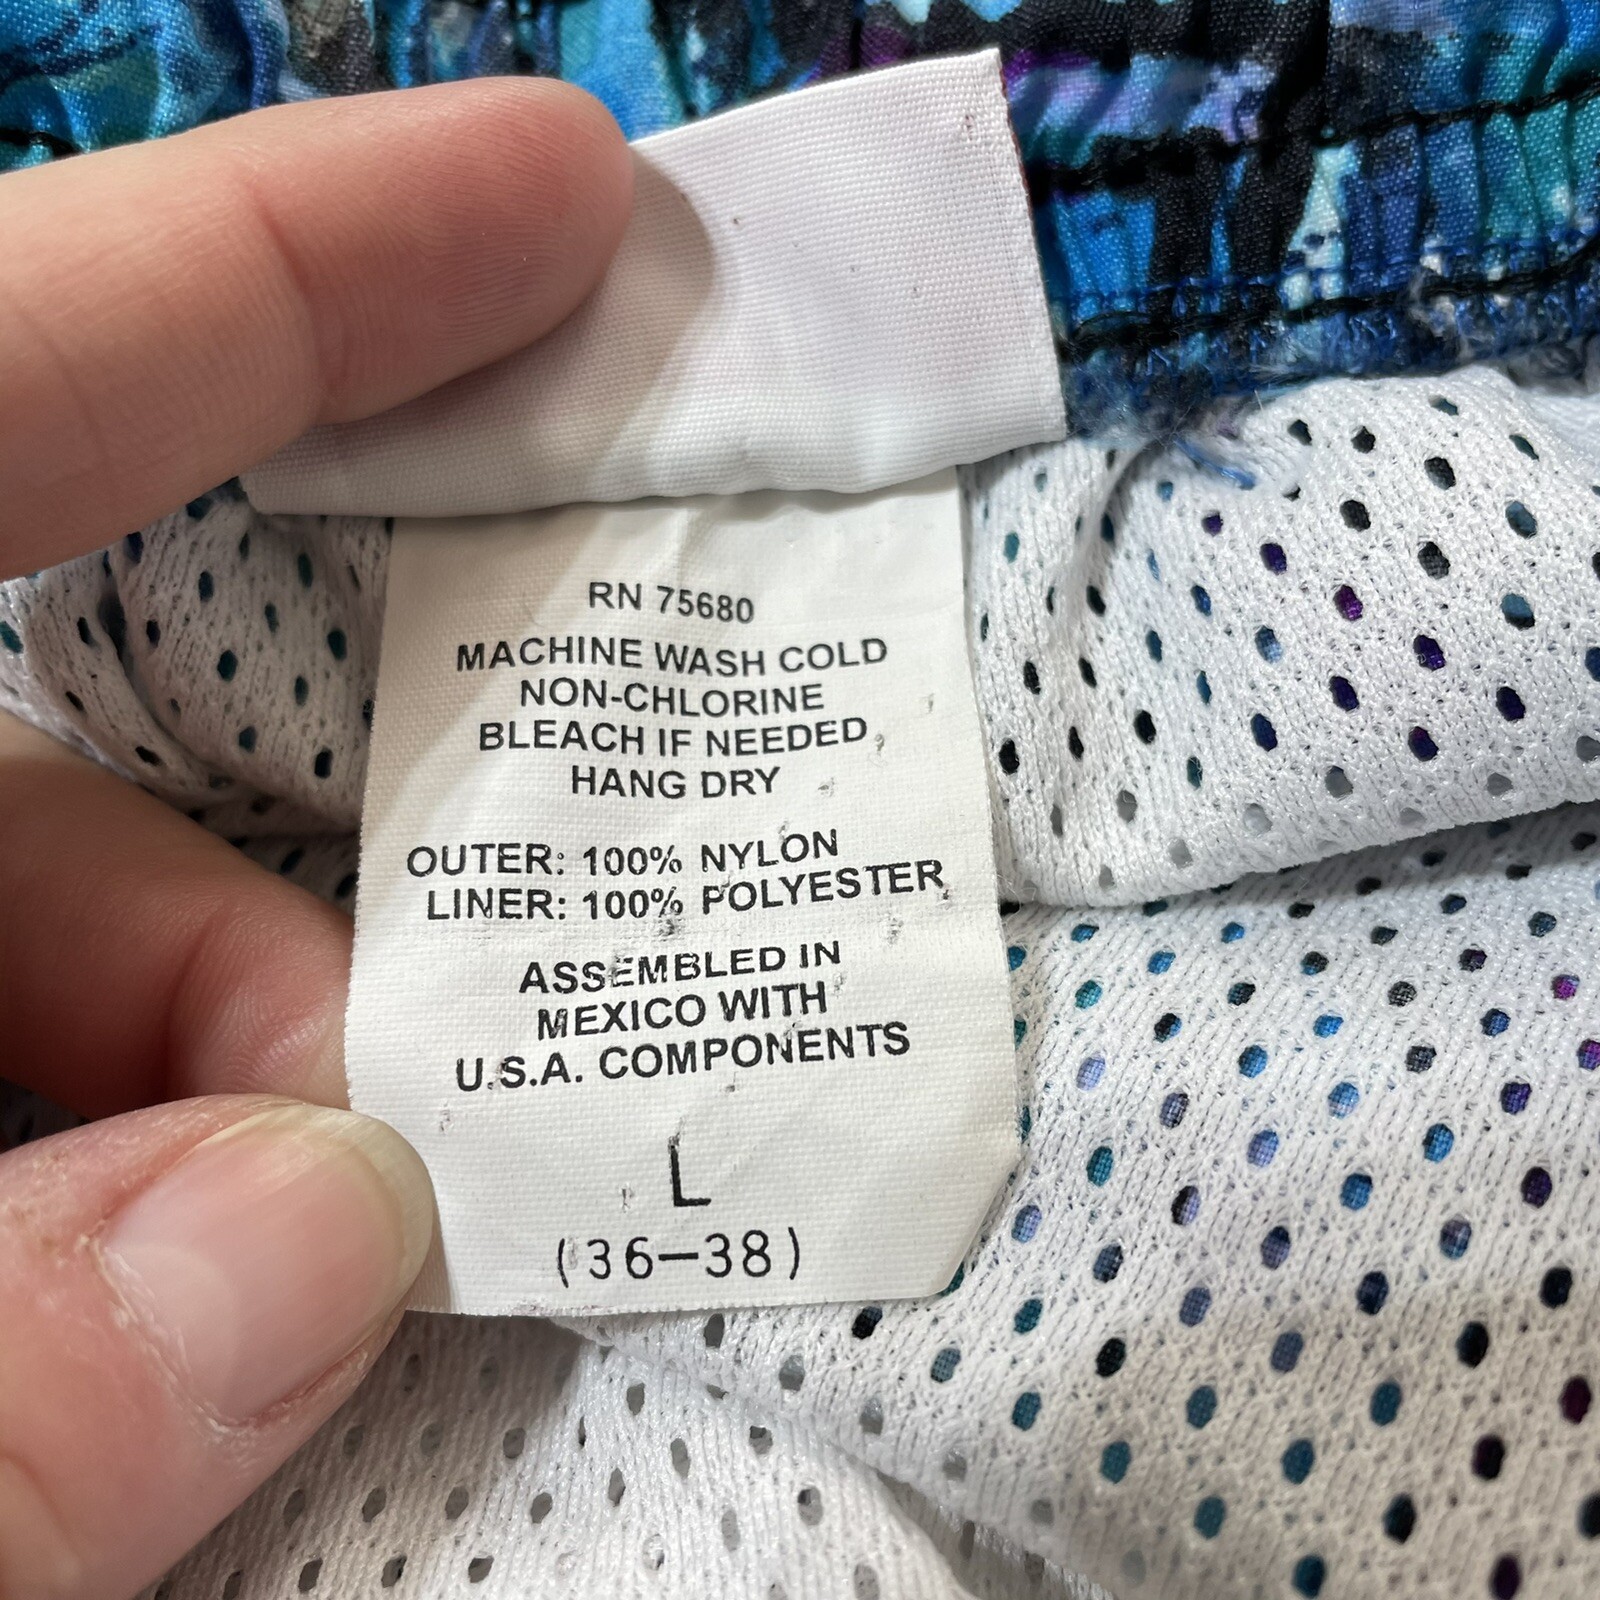 RN 75680
MACHINE WASH COLD
NON-CHLORINE
BLEACH IF NEEDED
HANG DRY
OUTER: 100% NYLON
LINER: 100% POLYESTER
ASSEMBLED IN
MEXICO WITH
U.S.A. COMPONENTS
L
(36-38)